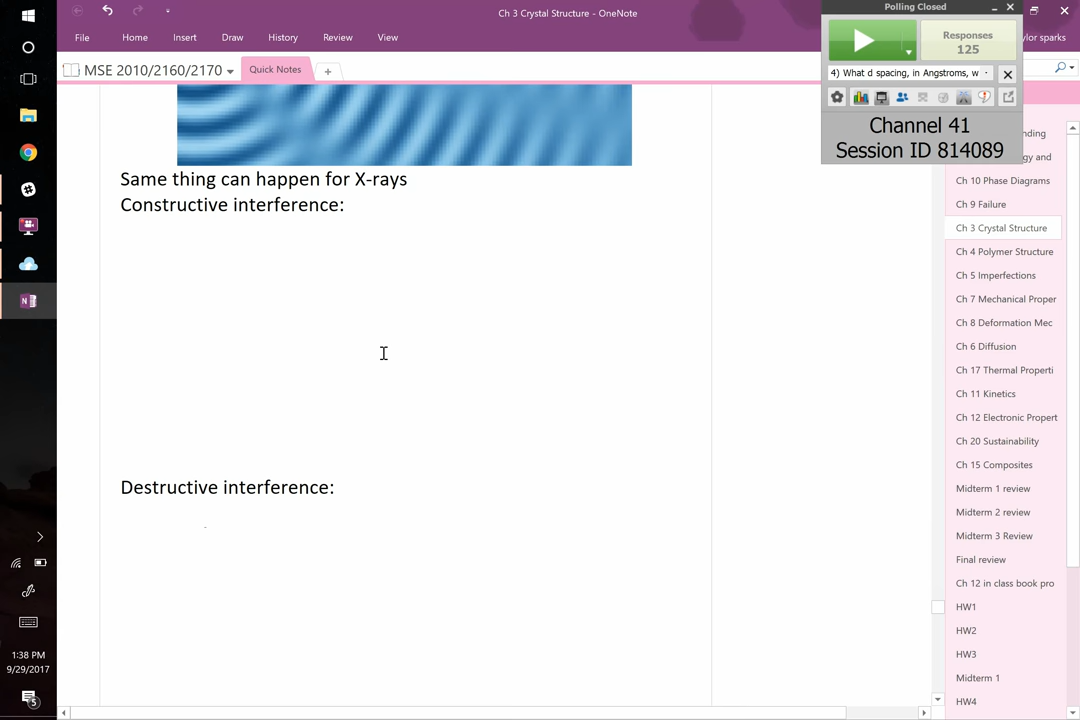 Ch 3 Crystal Structure - OneNote
Polling Closed
File Home Insert Draw History Review View
Responses
125
ylor sparks
MSE 2010/2160/2170
Quick Notes
4) What d spacing, in Angstroms, w
Channel 41
Session ID 814089
Same thing can happen for X-rays
Constructive interference:
Destructive interference:
nding
gy and
Ch 10 Phase Diagrams
Ch 9 Failure
Ch 3 Crystal Structure
Ch 4 Polymer Structure
Ch 5 Imperfections
Ch 7 Mechanical Proper
Ch 8 Deformation Mec
Ch 6 Diffusion
Ch 17 Thermal Properti
Ch 11 Kinetics
Ch 12 Electronic Propert
Ch 20 Sustainability
Ch 15 Composites
Midterm 1 review
Midterm 2 review
Midterm 3 Review
Final review
Ch 12 in class book pro
HW1
HW2
HW3
Midterm 1
HW4
1:38 PM
9/29/2017
5